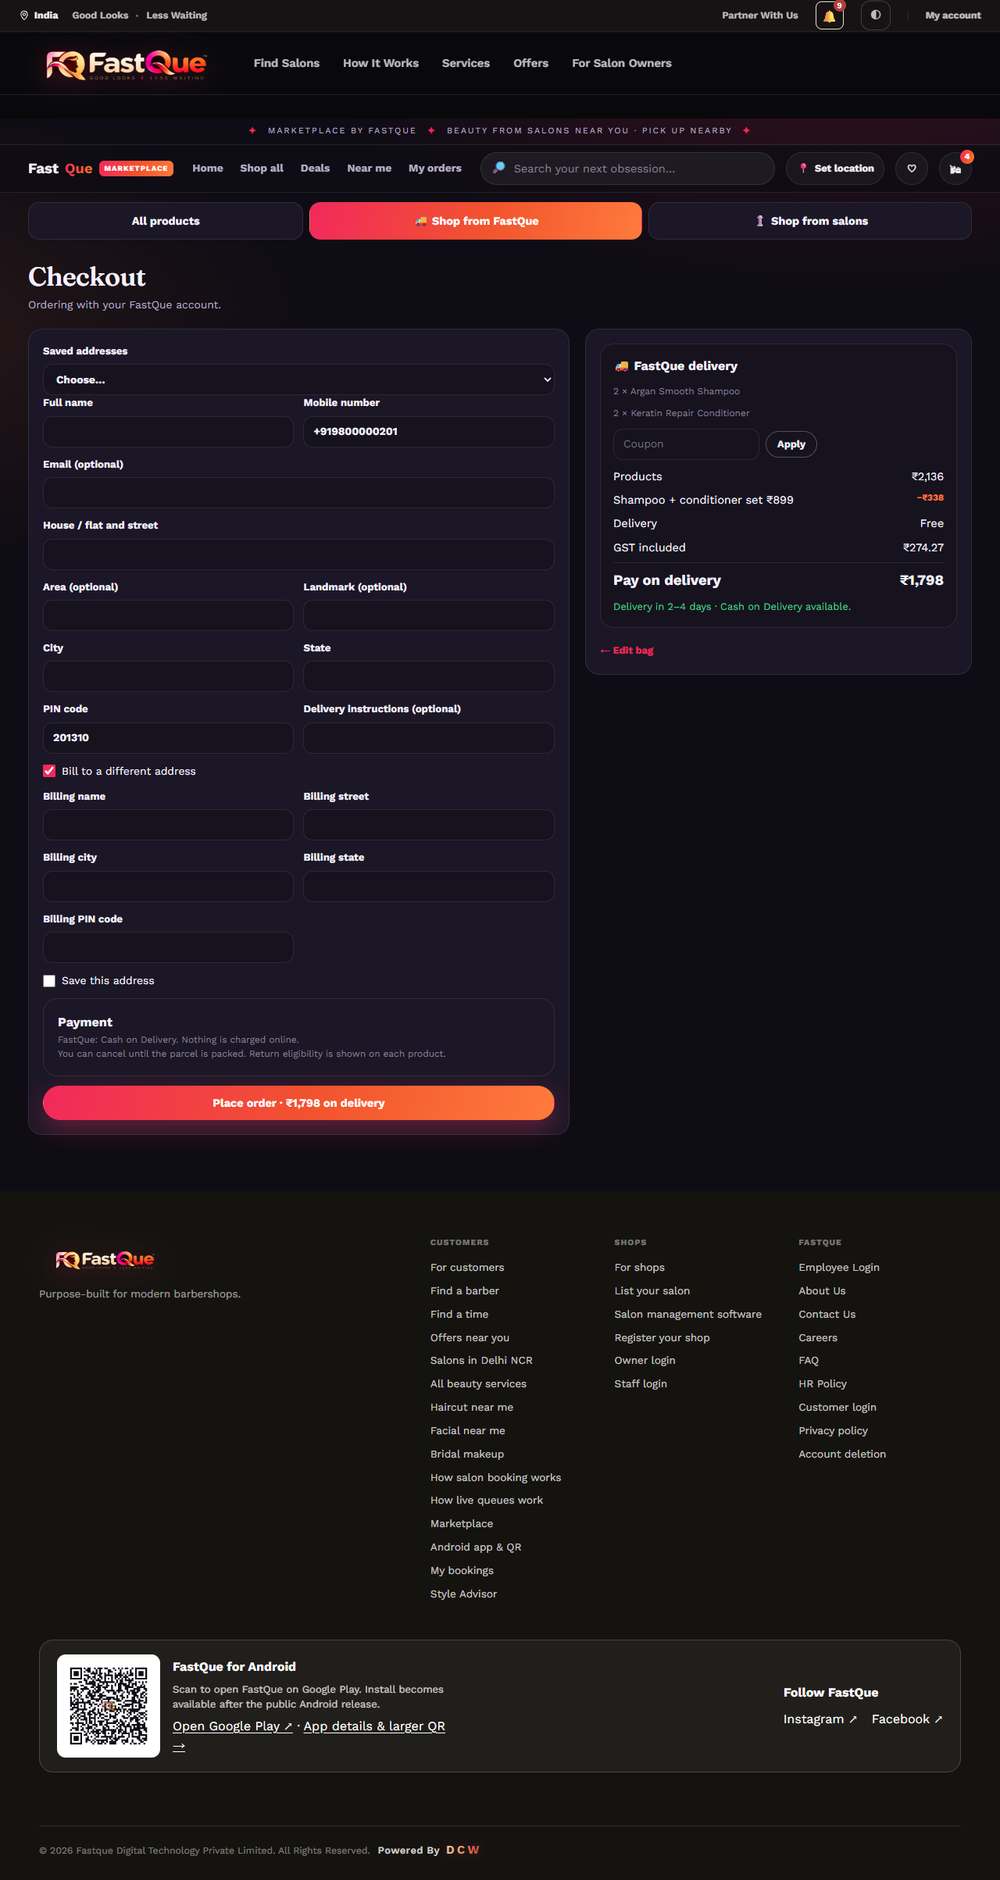 India Good Looks · Less Waiting
Partner With Us 9 My account
FastQue
GOOD LOOKS | LESS WAITING
Find Salons How It Works Services Offers For Salon Owners
✦ MARKETPLACE BY FASTQUE ✦ BEAUTY FROM SALONS NEAR YOU · PICK UP NEARBY ✦
Fast Que MARKETPLACE Home Shop all Deals Near me My orders Search your next obsession... Set location 4
All products Shop from FastQue Shop from salons
Checkout
Ordering with your FastQue account.
Saved addresses
Choose...
Full name Mobile number
+919800000201
Email (optional)
House / flat and street
Area (optional) Landmark (optional)
City State
PIN code Delivery instructions (optional)
201310
Bill to a different address
Billing name Billing street
Billing city Billing state
Billing PIN code
Save this address
Payment
FastQue: Cash on Delivery. Nothing is charged online.
You can cancel until the parcel is packed. Return eligibility is shown on each product.
Place order · ₹1,798 on delivery
FastQue delivery
2 × Argan Smooth Shampoo
2 × Keratin Repair Conditioner
Coupon Apply
Products ₹2,136
Shampoo + conditioner set ₹899 −₹338
Delivery Free
GST included ₹274.27
Pay on delivery ₹1,798
Delivery in 2–4 days · Cash on Delivery available.
← Edit bag
FastQue
Purpose-built for modern barbershops.
CUSTOMERS
For customers
Find a barber
Find a time
Offers near you
Salons in Delhi NCR
All beauty services
Haircut near me
Facial near me
Bridal makeup
How salon booking works
How live queues work
Marketplace
Android app & QR
My bookings
Style Advisor
SHOPS
For shops
List your salon
Salon management software
Register your shop
Owner login
Staff login
FASTQUE
Employee Login
About Us
Contact Us
Careers
FAQ
HR Policy
Customer login
Privacy policy
Account deletion
FastQue for Android
Scan to open FastQue on Google Play. Install becomes
available after the public Android release.
Open Google Play ↗ · App details & larger QR
→
Follow FastQue
Instagram ↗ Facebook ↗
© 2026 Fastque Digital Technology Private Limited. All Rights Reserved. Powered By DCW